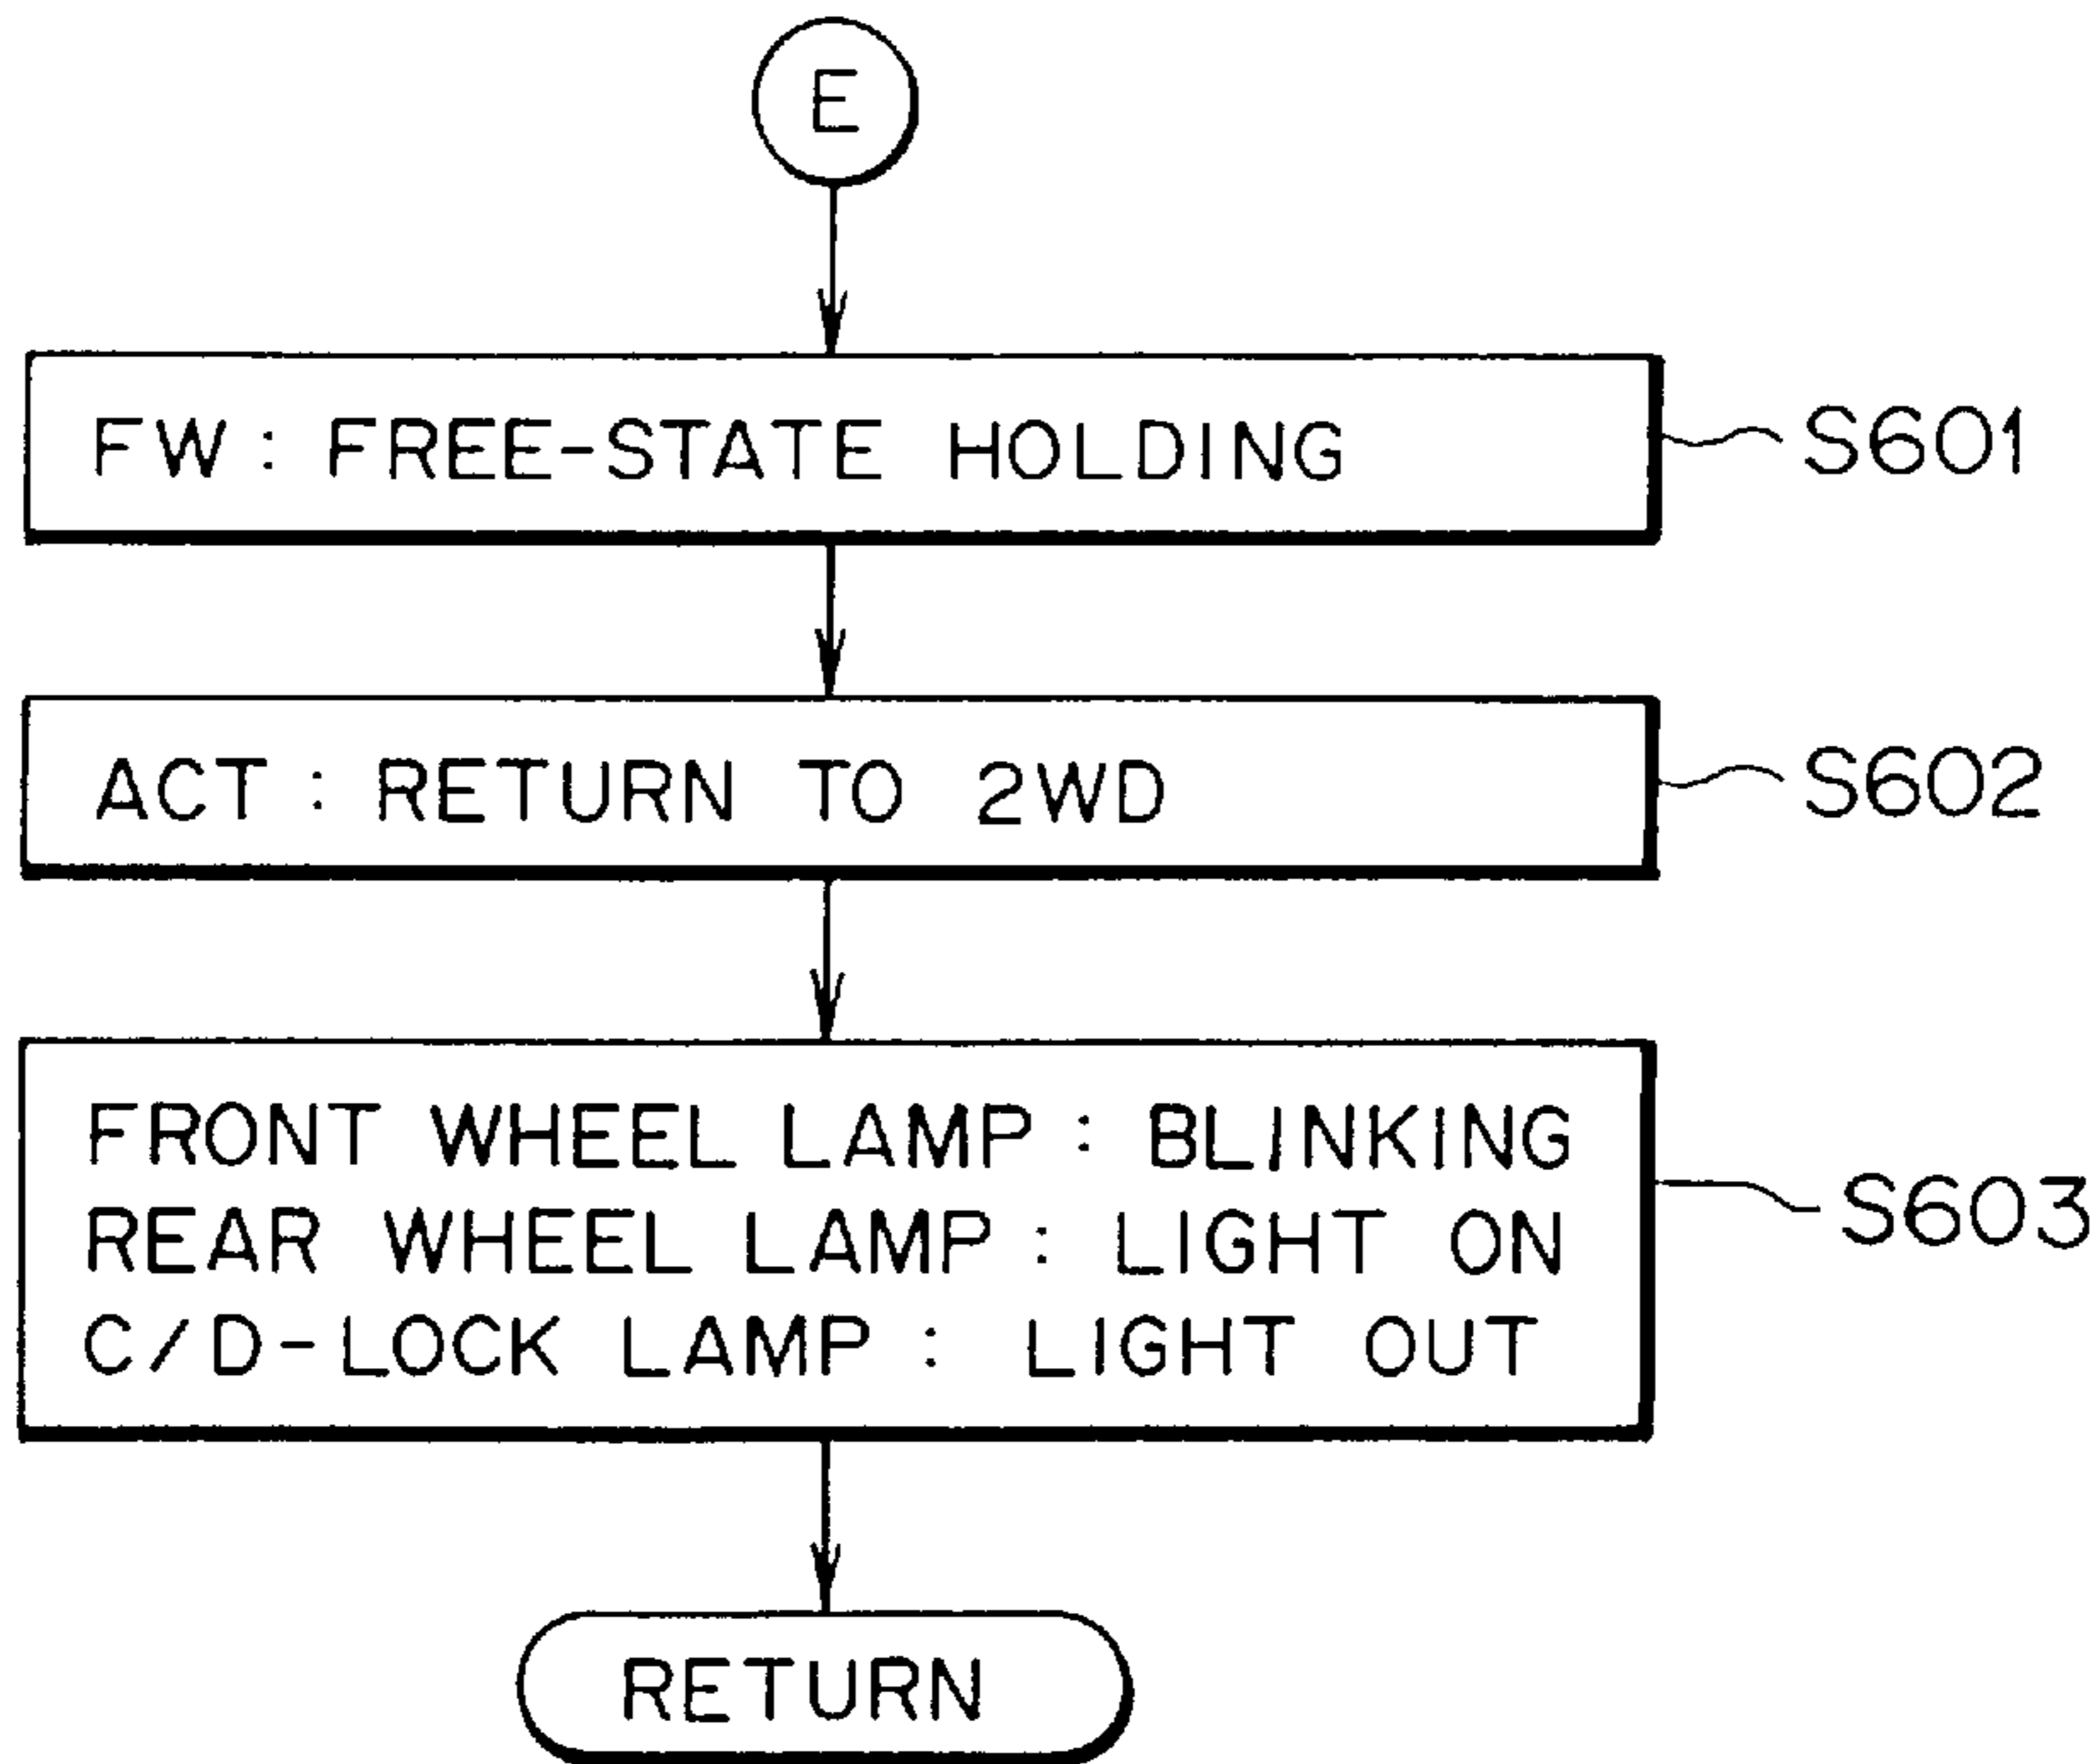 E
FW: FREE-STATE HOLDING
S601
ACT: RETURN TO 2WD
S602
FRONT WHEEL LAMP: BLINKING
REAR WHEEL LAMP: LIGHT ON
C/D-LOCK LAMP: LIGHT OUT
S603
RETURN